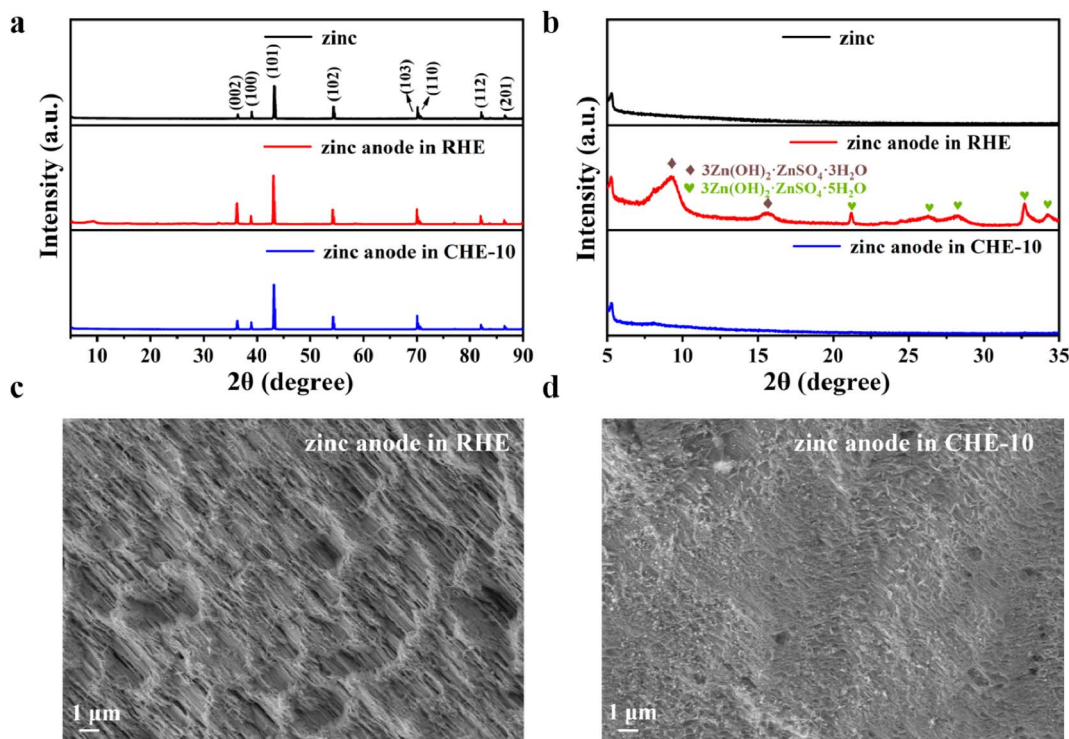 a
zinc
(002)
(100)
(101)
(102)
(103)
(110)
(112)
(201)
zinc anode in RHE
zinc anode in CHE-10
Intensity (a.u.)
10 20 30 40 50 60 70 80 90
2θ (degree)
b
zinc
zinc anode in RHE
♦ 3Zn(OH)₂·ZnSO₄·3H₂O
♥ 3Zn(OH)₂·ZnSO₄·5H₂O
zinc anode in CHE-10
Intensity (a.u.)
5 10 15 20 25 30 35
2θ (degree)
c
zinc anode in RHE
1 μm
d
zinc anode in CHE-10
1 μm